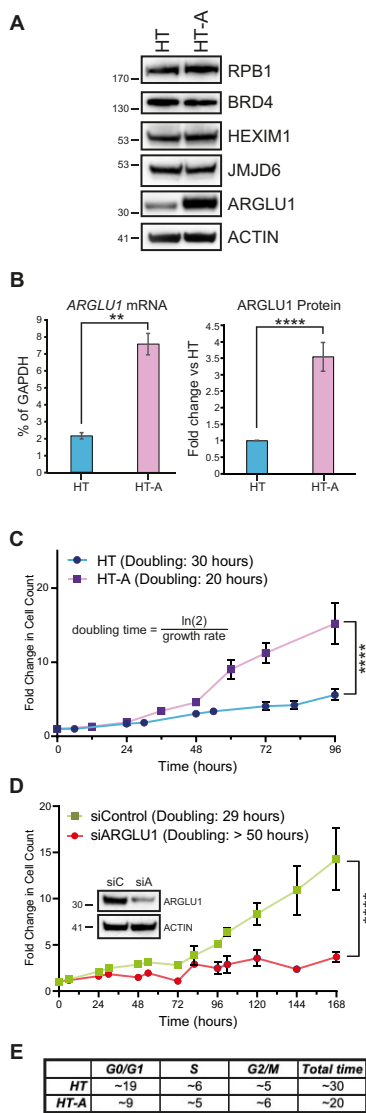 A
HT HT-A
170 RPB1
130 BRD4
53 HEXIM1
53 JMJD6
30 ARGLU1
41 ACTIN
B
ARGLU1 mRNA
**
% of GAPDH
9
8
7
6
5
4
3
2
1
0
HT HT-A
ARGLU1 Protein
****
Fold change vs HT
4.5
4
3.5
3
2.5
2
1.5
1
0.5
0
HT HT-A
C
HT (Doubling: 30 hours)
HT-A (Doubling: 20 hours)
doubling time = ln(2)
growth rate
Fold Change in Cell Count
20
10
0
0 24 48 72 96
Time (hours)
****
D
siControl (Doubling: 29 hours)
siARGLU1 (Doubling: > 50 hours)
siC siA
30 ARGLU1
41 ACTIN
Fold Change in Cell Count
20
15
10
5
0
0 24 48 72 96 120 144 168
Time (hours)
****
E
G0/G1 S G2/M Total time
HT ~19 ~6 ~5 ~30
HT-A ~9 ~5 ~6 ~20